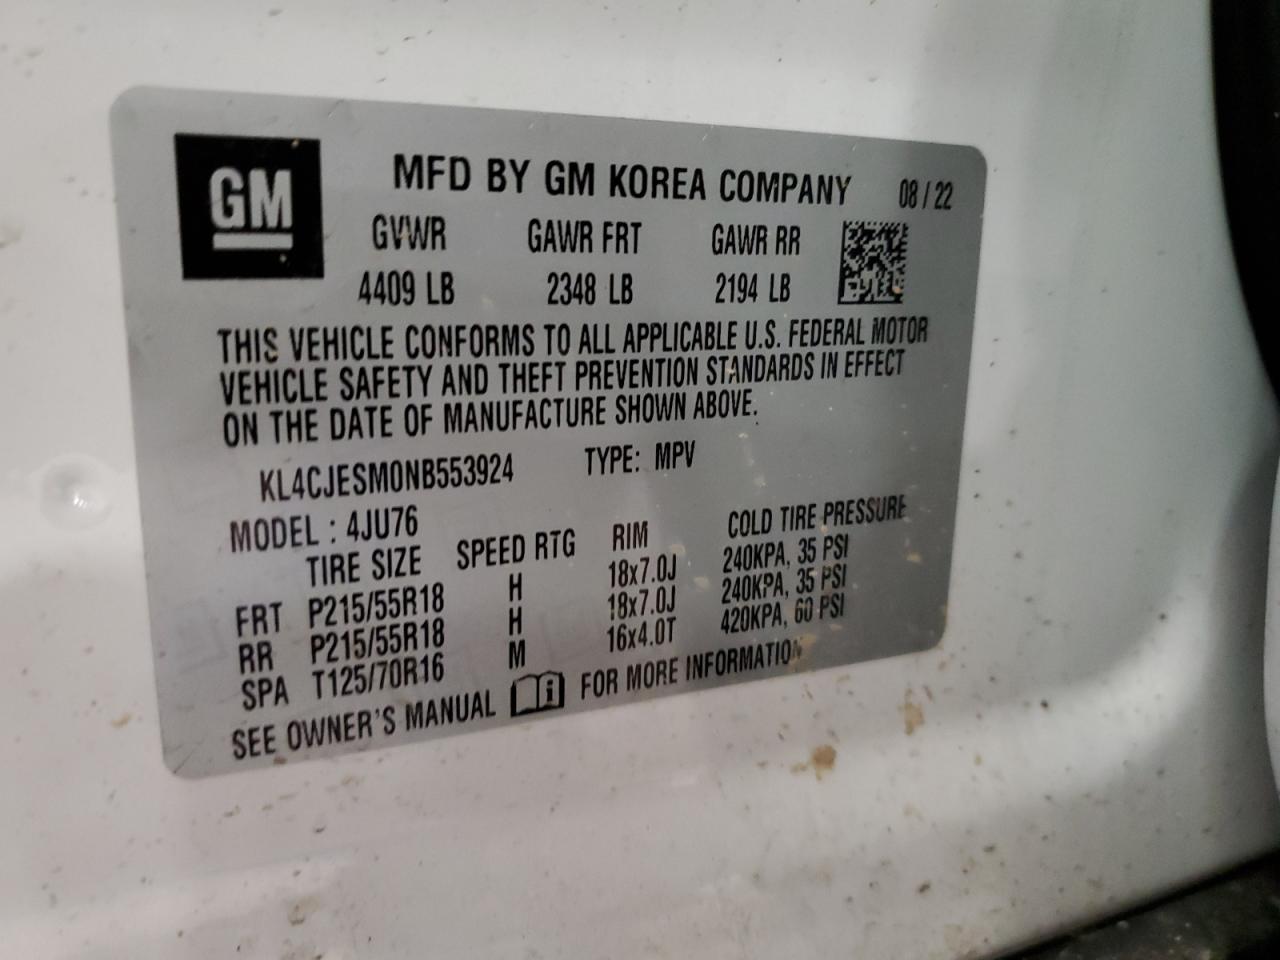 GM
MFD BY GM KOREA COMPANY 08/22
GVWR GAWR FRT GAWR RR
4409 LB 2348 LB 2194 LB
THIS VEHICLE CONFORMS TO ALL APPLICABLE U.S. FEDERAL MOTOR
VEHICLE SAFETY AND THEFT PREVENTION STANDARDS IN EFFECT
ON THE DATE OF MANUFACTURE SHOWN ABOVE.
KL4CJESM0NB553924 TYPE: MPV
MODEL : 4JU76
TIRE SIZE SPEED RTG RIM COLD TIRE PRESSURE
FRT P215/55R18 H 18x7.0J 240KPA, 35 PSI
RR P215/55R18 H 18x7.0J 240KPA, 35 PSI
SPA T125/70R16 M 16x4.0T 420KPA, 60 PSI
SEE OWNER'S MANUAL FOR MORE INFORMATION